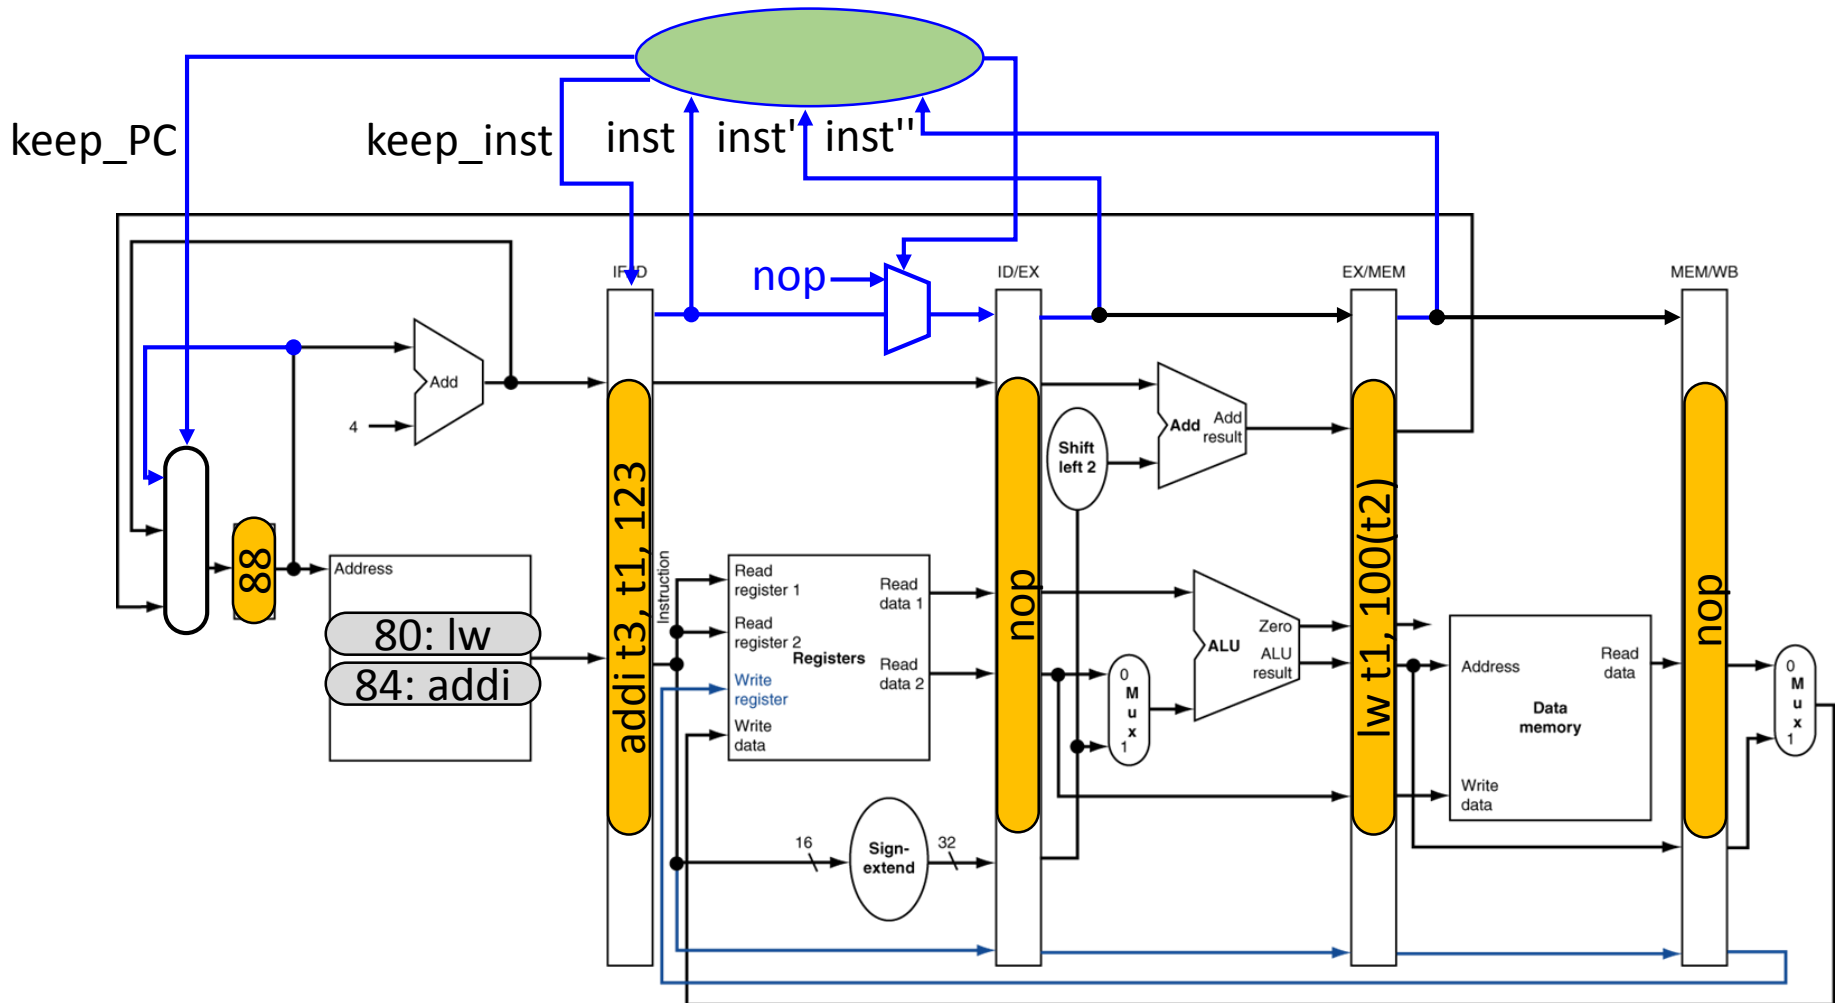 keep_PC
keep_inst
inst
inst'
inst''
nop
IF/ID
ID/EX
EX/MEM
MEM/WB
Add
4
88
Address
80: lw
84: addi
addi t3, t1, 123
Instruction
Read
register 1
Read
register 2
Write
register
Write
data
Registers
Read
data 1
Read
data 2
16
Sign-
extend
32
nop
Shift
left 2
Add
Add
result
0
M
u
x
1
ALU
Zero
ALU
result
lw t1, 100(t2)
Address
Write
data
Data
memory
Read
data
nop
0
M
u
x
1